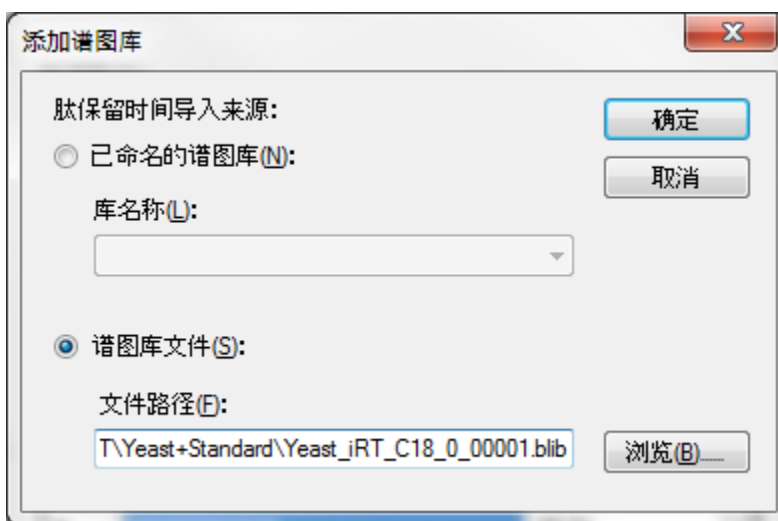 添加谱图库
肽保留时间导入来源:
确定
已命名的谱图库(N):
取消
库名称(L):
谱图库文件(S):
文件路径(F):
T\Yeast+Standard\Yeast_iRT_C18_0_00001.blib
浏览(B)......